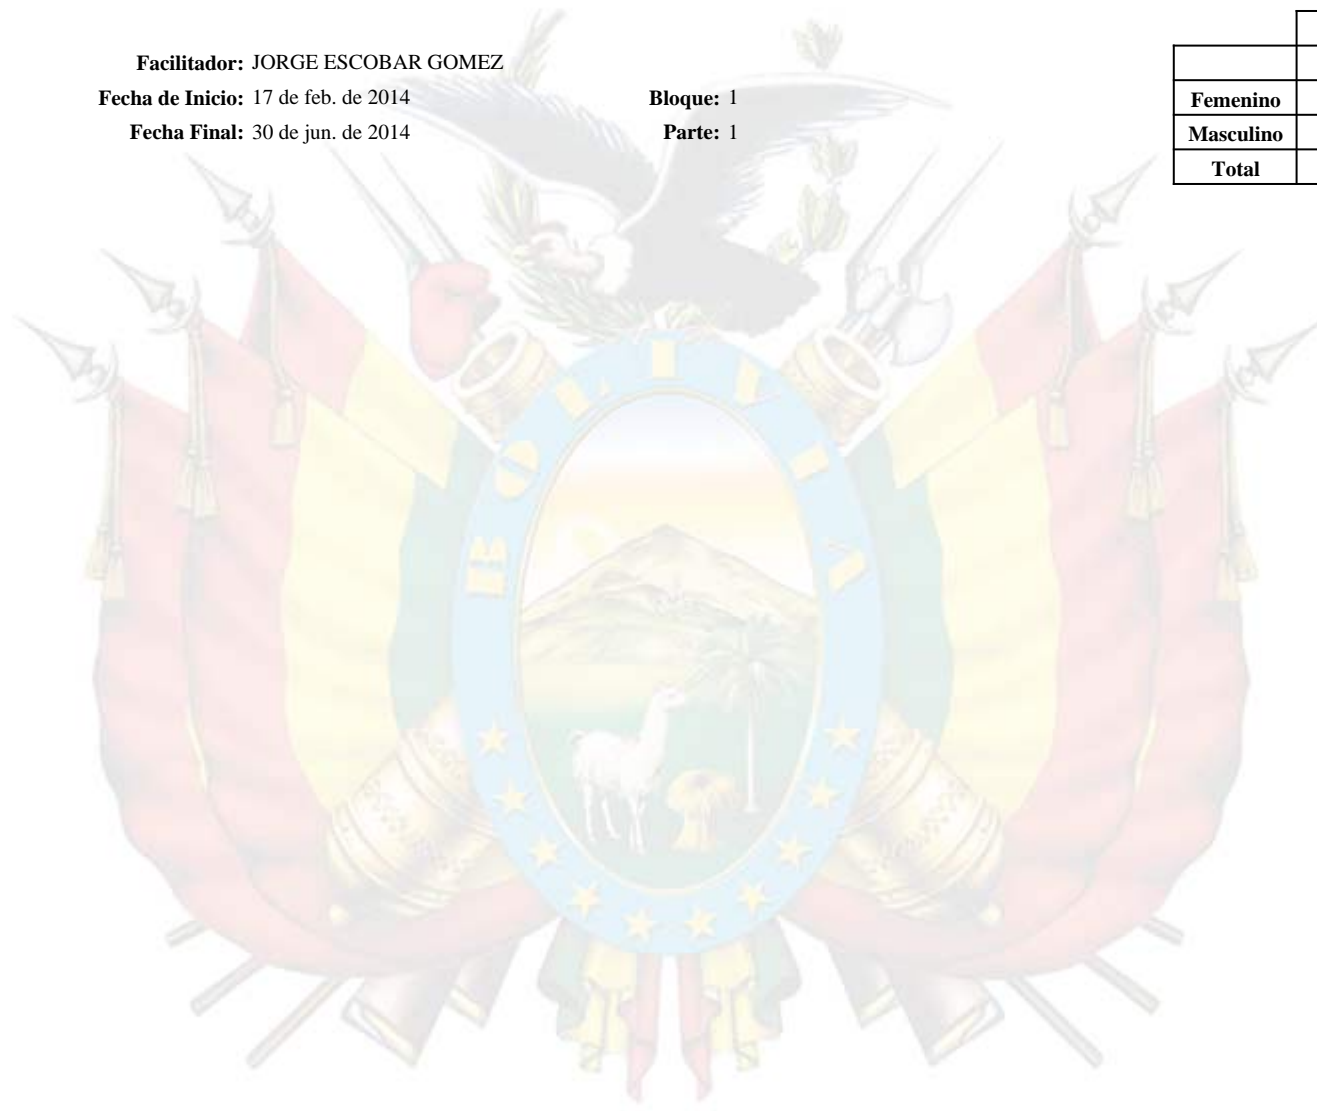 Facilitador: JORGE ESCOBAR GOMEZ
Fecha de Inicio: 17 de feb. de 2014 Bloque: 1
Fecha Final: 30 de jun. de 2014 Parte: 1
Femenino
Masculino
Total
BOLIVIA